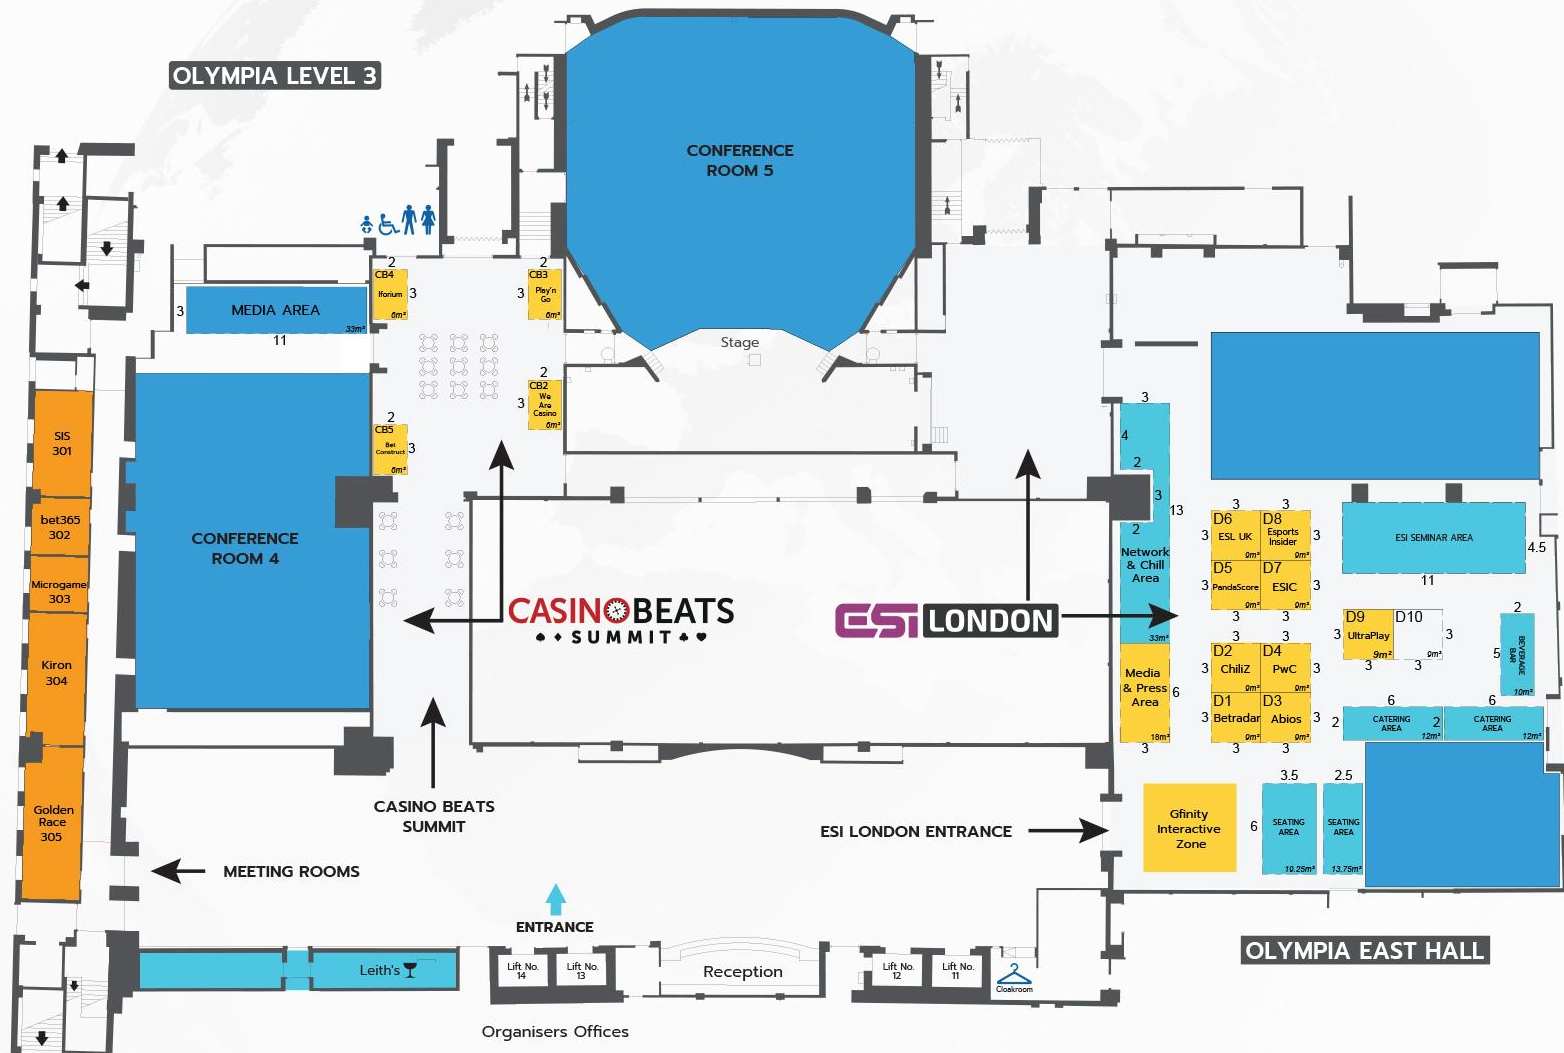 OLYMPIA LEVEL 3
CONFERENCE
ROOM 5
Stage
2
CB4
Iforium
3
6m²
2
CB3
3
Play'n
Go
6m²
3
MEDIA AREA
33m²
11
2
CB2
3
We
Are
Casino
6m²
2
CB5
Bet
Construct
3
6m²
SIS
301
bet365
302
Microgame
303
Kiron
304
Golden
Race
305
CONFERENCE
ROOM 4
CASINOBEATS
SUMMIT
ESI LONDON
3
4
2
3
13
2
Network
& Chill
Area
33m²
Media
& Press
Area
6
18m²
3
3
3
D6
D8
3
ESL UK
Esports
Insider
3
9m²
9m²
D5
D7
3
PandaScore
ESIC
3
9m²
9m²
3
3
3
3
D2
D4
3
ChiliZ
PwC
3
9m²
9m²
D1
D3
3
Betradar
Abios
3
9m²
9m²
3
3
ESI SEMINAR AREA
4.5
11
D9
D10
3
UltraPlay
3
9m²
9m²
3
3
2
5
BEVERAGE
BAR
10m²
6
6
2
CATERING
AREA
2
CATERING
AREA
12m²
12m²
CASINO BEATS
SUMMIT
MEETING ROOMS
ESI LONDON ENTRANCE
Gfinity
Interactive
Zone
3.5
2.5
6
SEATING
AREA
SEATING
AREA
19.25m²
13.75m²
ENTRANCE
Leith's
Lift No.
14
Lift No.
13
Reception
Lift No.
12
Lift No.
11
Cloakroom
OLYMPIA EAST HALL
Organisers Offices